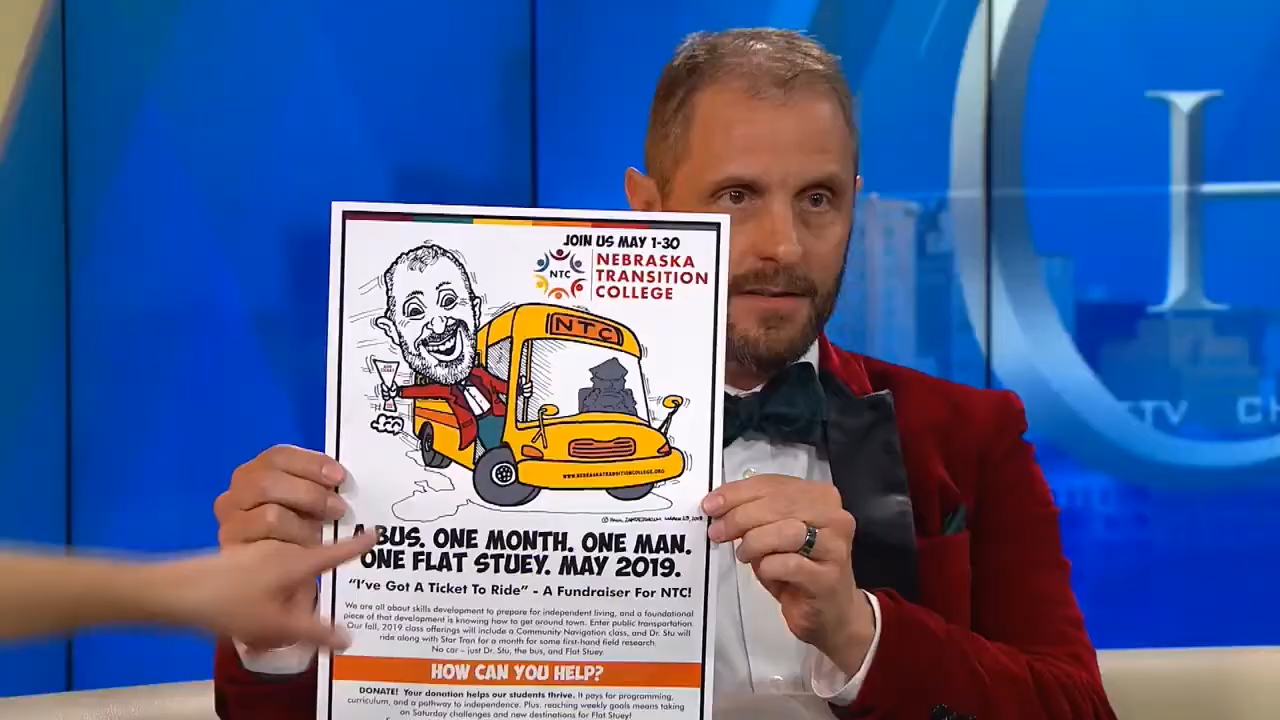 JOIN US MAY 1-30
NTC
NEBRASKA
TRANSITION
COLLEGE
NTC
WWW.NEBRASKATRANSITIONCOLLEGE.ORG
A BUS. ONE MONTH. ONE MAN.
ONE FLAT STUEY. MAY 2019.
"I've Got A Ticket To Ride" - A Fundraiser For NTC!
We are all about skills development to prepare for independent living, and a foundational
piece of that development is knowing how to get around town. Enter public transportation.
Our fall, 2019 class offerings will include a Community Navigation class, and Dr. Stu will
ride along with Star Tran for a month for some first-hand field research.
No car – just Dr. Stu, the bus, and Flat Stuey.
HOW CAN YOU HELP?
DONATE! Your donation helps our students thrive. It pays for programming,
curriculum, and a pathway to independence. Plus, reaching weekly goals means taking
on Saturday challenges and new destinations for Flat Stuey!